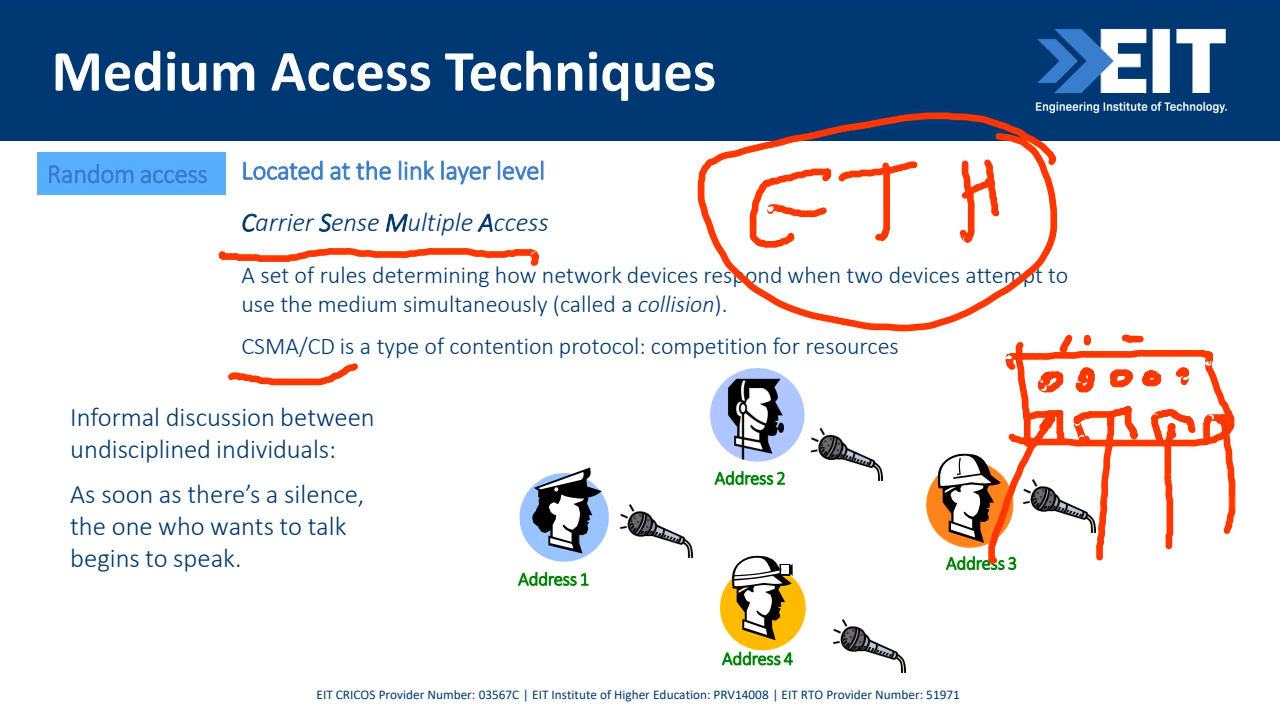 Medium Access Techniques
EIT
Engineering Institute of Technology.
Random access
Located at the link layer level
Carrier Sense Multiple Access
ETH
A set of rules determining how network devices respond when two devices attempt to
use the medium simultaneously (called a collision).
CSMA/CD is a type of contention protocol: competition for resources
Informal discussion between
undisciplined individuals:
As soon as there's a silence,
the one who wants to talk
begins to speak.
Address 2
Address 3
Address 1
Address 4
EIT CRICOS Provider Number: 03567C | EIT Institute of Higher Education: PRV14008 | EIT RTO Provider Number: 51971